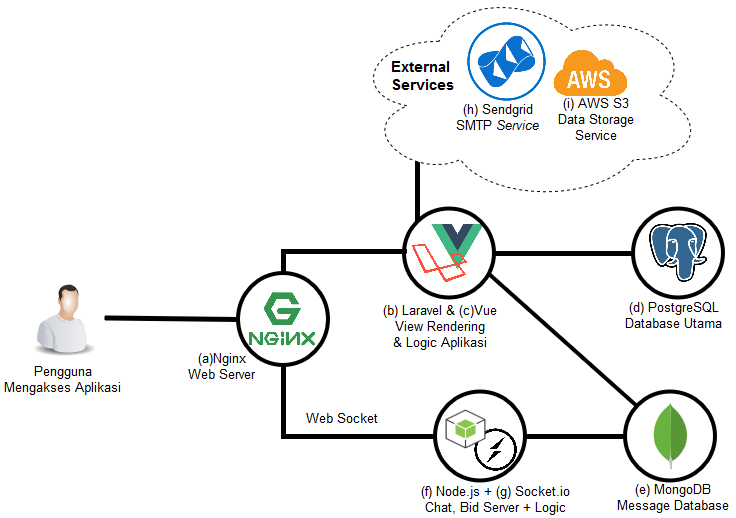 External
Services
AWS
(h) Sendgrid
SMTP Service
(i) AWS S3
Data Storage
Service
NGINX
(a)Nginx
Web Server
Pengguna
Mengakses Aplikasi
(b) Laravel & (c)Vue
View Rendering
& Logic Aplikasi
(d) PostgreSQL
Database Utama
Web Socket
(f) Node.js + (g) Socket.io
Chat, Bid Server + Logic
(e) MongoDB
Message Database